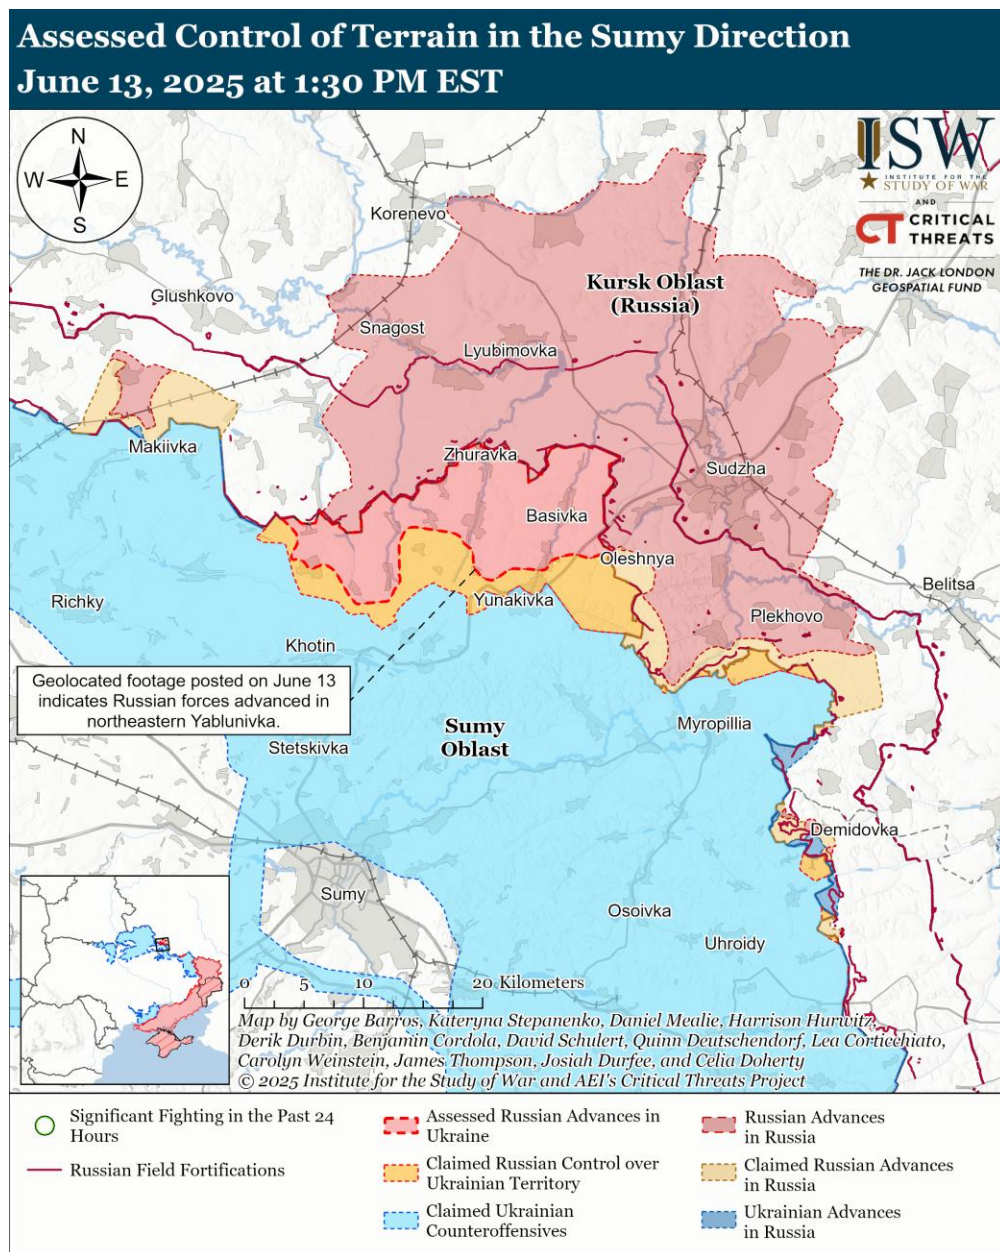 Assessed Control of Terrain in the Sumy Direction
June 13, 2025 at 1:30 PM EST
N
W
E
S
ISW
INSTITUTE FOR THE
STUDY OF WAR
AND
CT CRITICAL
THREATS
THE DR. JACK LONDON
GEOSPATIAL FUND
Korenevo
Kursk Oblast
(Russia)
Glushkovo
Snagost
Lyubimovka
Makiivka
Zhuravka
Sudzha
Basivka
Oleshnya
Belitsa
Richky
Yunakivka
Plekhovo
Khotin
Geolocated footage posted on June 13
indicates Russian forces advanced in
northeastern Yablunivka.
Sumy
Oblast
Myropillia
Stetskivka
Demidovka
Sumy
Osoivka
Uhroidy
0 5 10 20 Kilometers
Map by George Barros, Kateryna Stepanenko, Daniel Mealie, Harrison Hurwitz,
Derik Durbin, Benjamin Cordola, David Schulert, Quinn Deutschendorf, Lea Corticchiato,
Carolyn Weinstein, James Thompson, Josiah Durfee, and Celia Doherty
© 2025 Institute for the Study of War and AEI's Critical Threats Project
Significant Fighting in the Past 24
Hours
Russian Field Fortifications
Assessed Russian Advances in
Ukraine
Claimed Russian Control over
Ukrainian Territory
Claimed Ukrainian
Counteroffensives
Russian Advances
in Russia
Claimed Russian Advances
in Russia
Ukrainian Advances
in Russia